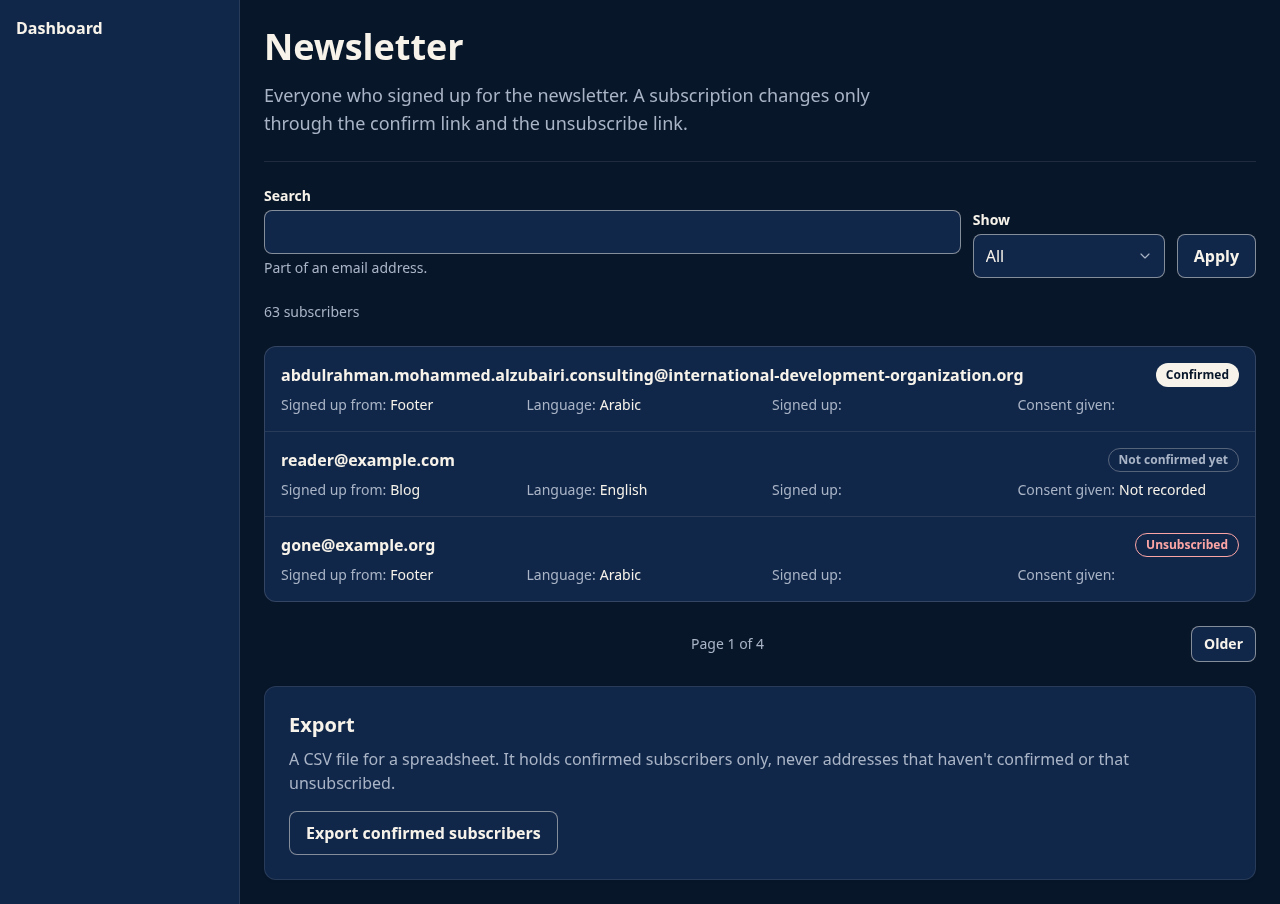 Dashboard
Newsletter
Everyone who signed up for the newsletter. A subscription changes only
through the confirm link and the unsubscribe link.
Search
Part of an email address.
Show
All
Apply
63 subscribers
abdulrahman.mohammed.alzubairi.consulting@international-development-organization.org
Confirmed
Signed up from: Footer
Language: Arabic
Signed up:
Consent given:
reader@example.com
Not confirmed yet
Signed up from: Blog
Language: English
Signed up:
Consent given: Not recorded
gone@example.org
Unsubscribed
Signed up from: Footer
Language: Arabic
Signed up:
Consent given:
Page 1 of 4
Older
Export
A CSV file for a spreadsheet. It holds confirmed subscribers only, never addresses that haven't confirmed or that
unsubscribed.
Export confirmed subscribers